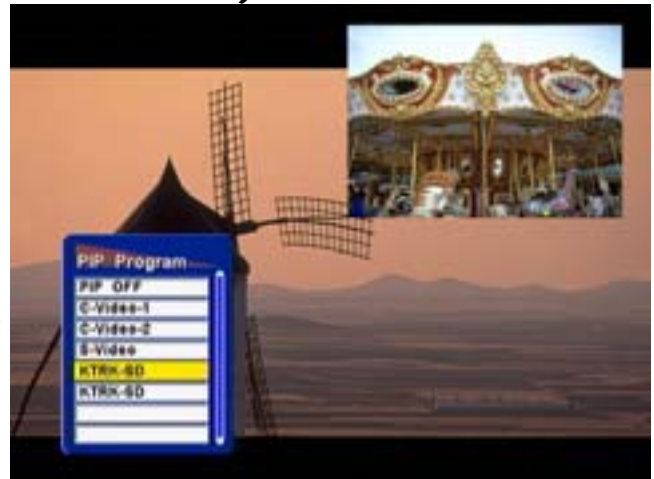 PIP Program
PIP OFF
C-Video-1
C-Video-2
S-Video
KTRK-SD
KTRK-SD